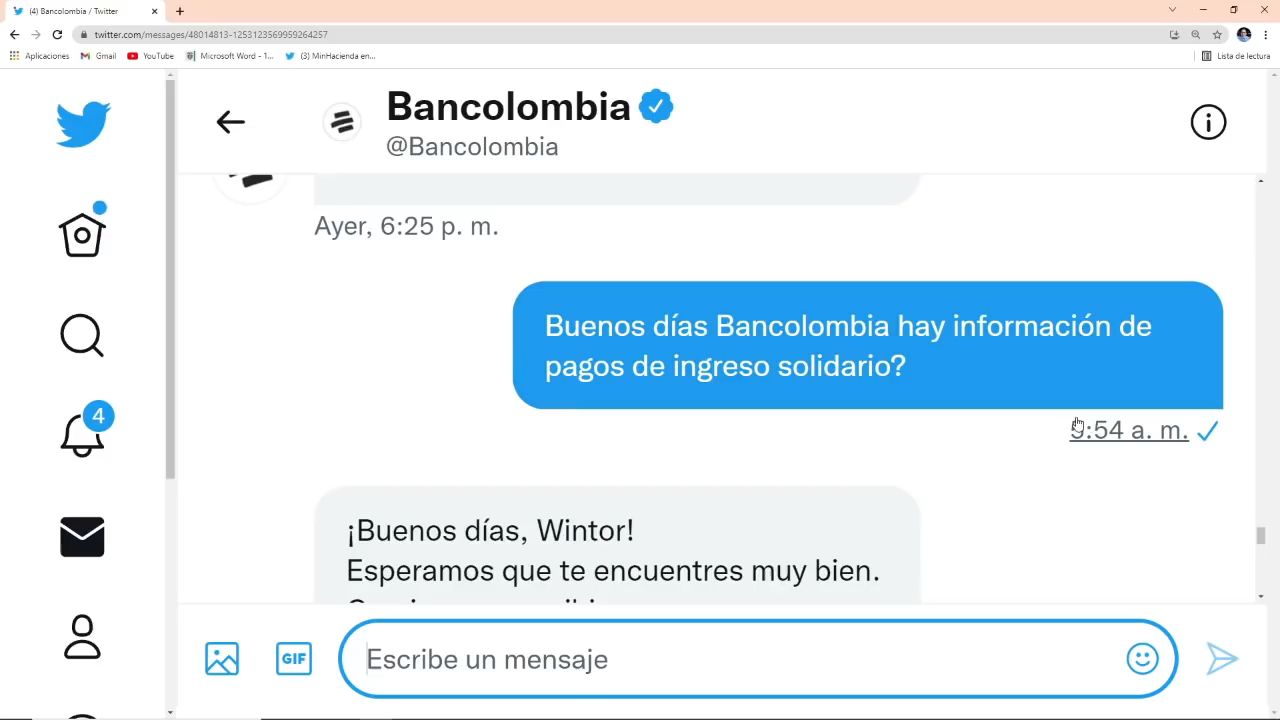 (4) Bancolombia / Twitter
twitter.com/messages/48014813-1253123569959264257
Aplicaciones
Gmail
YouTube
Microsoft Word - 1...
(3) MinHacienda en...
Lista de lectura
Bancolombia
@Bancolombia
Ayer, 6:25 p. m.
Buenos días Bancolombia hay información de
pagos de ingreso solidario?
9:54 a. m.
4
¡Buenos días, Wintor!
Esperamos que te encuentres muy bien.
GIF
Escribe un mensaje